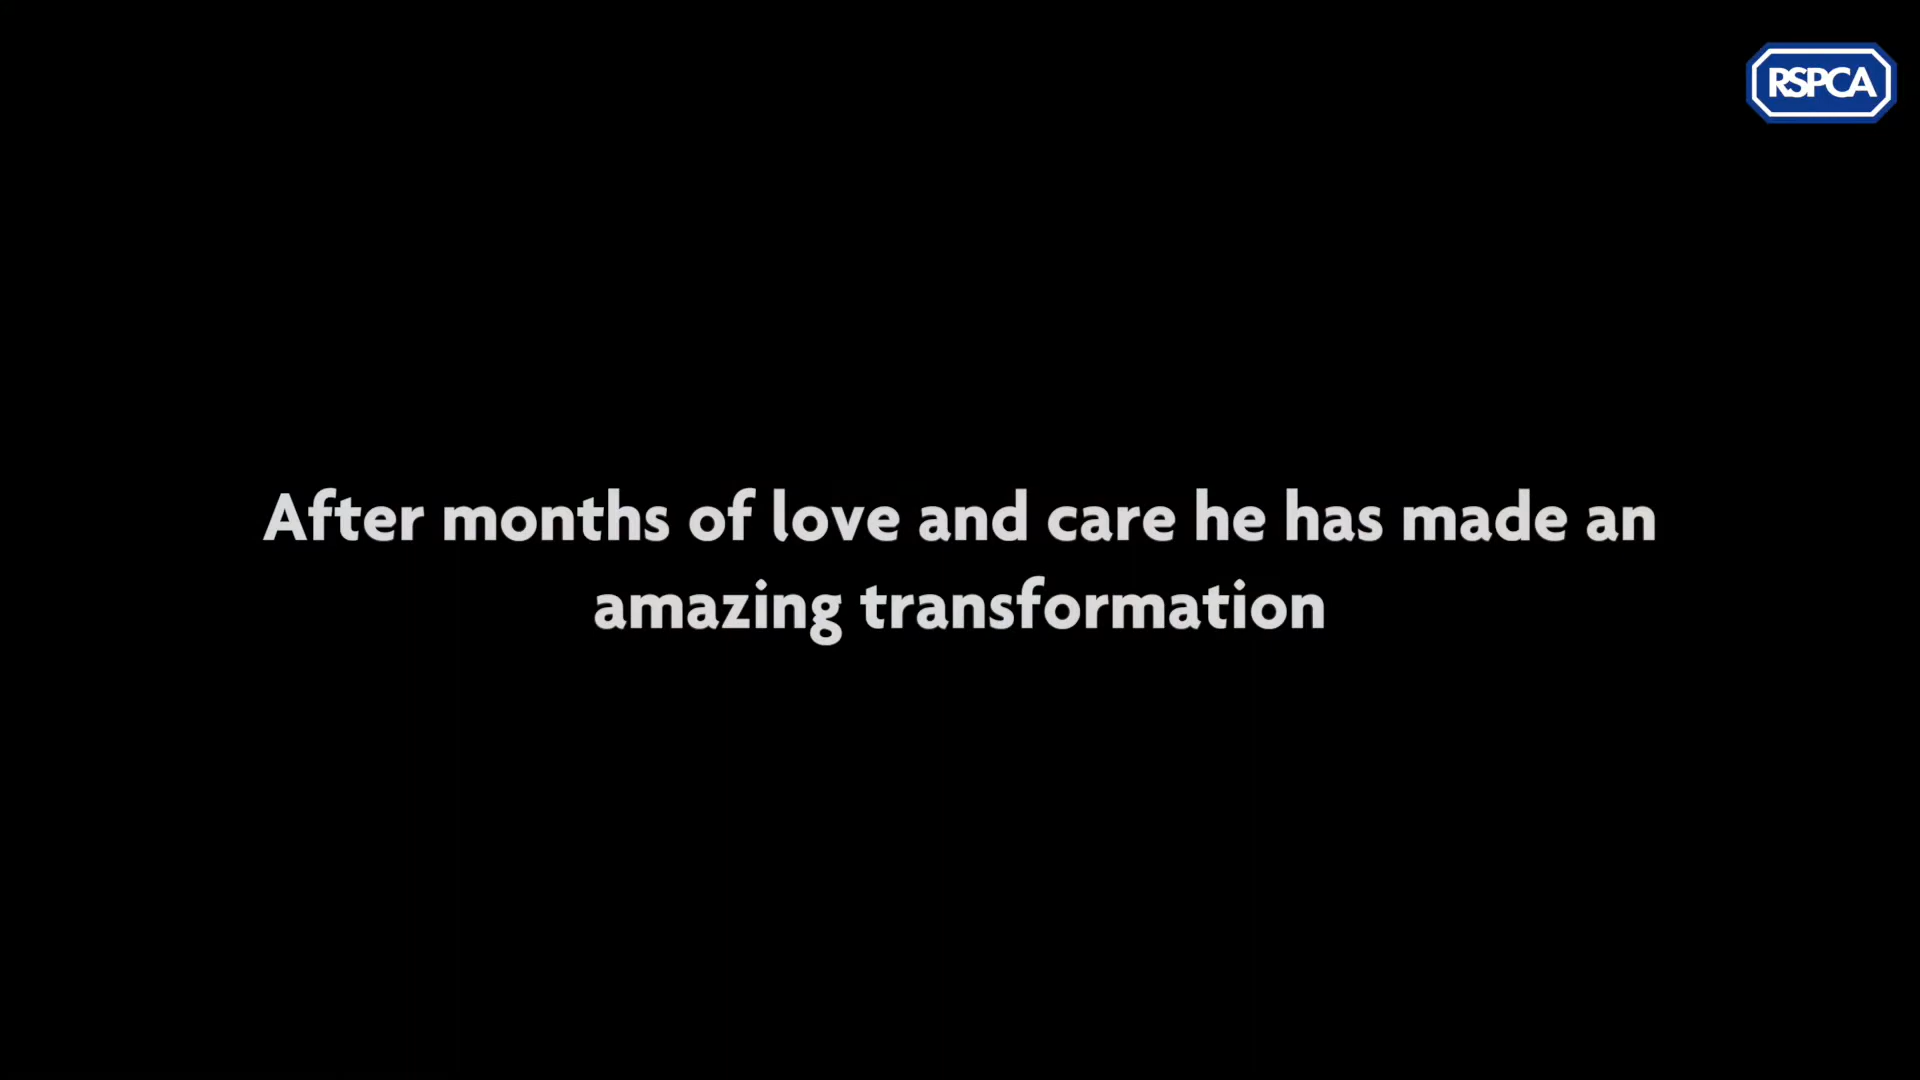 RSPCA
After months of love and care he has made an
amazing transformation